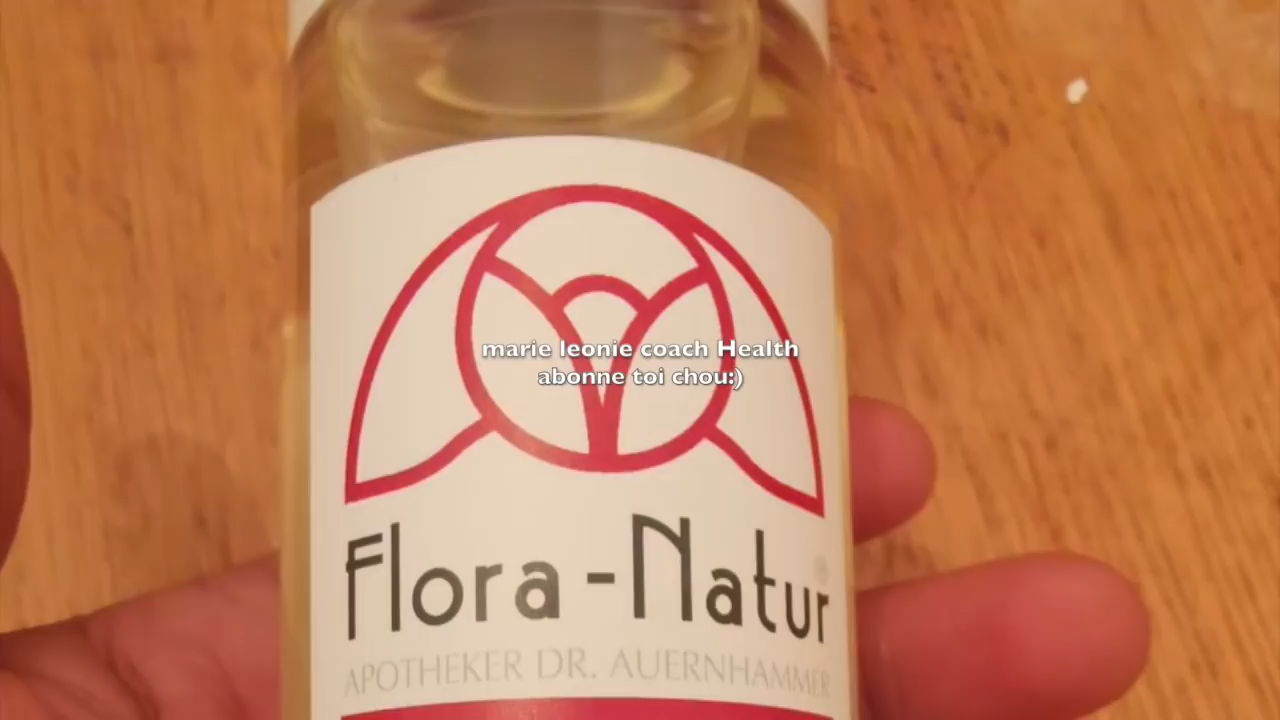 marie leonie coach Health
abonne toi chou:)
Flora-Natur®
APOTHEKER DR. AUERNHAMMER